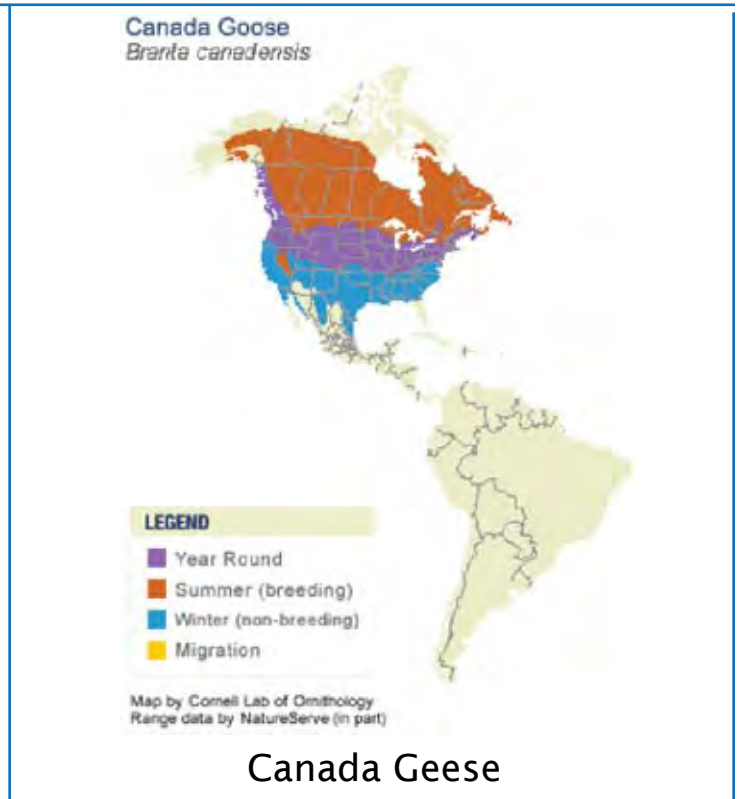 Canada Goose
Branta canadensis
LEGEND
Year Round
Summer (breeding)
Winter (non-breeding)
Migration
Map by Cornell Lab of Ornithology
Range data by NatureServe (in part)
Canada Geese